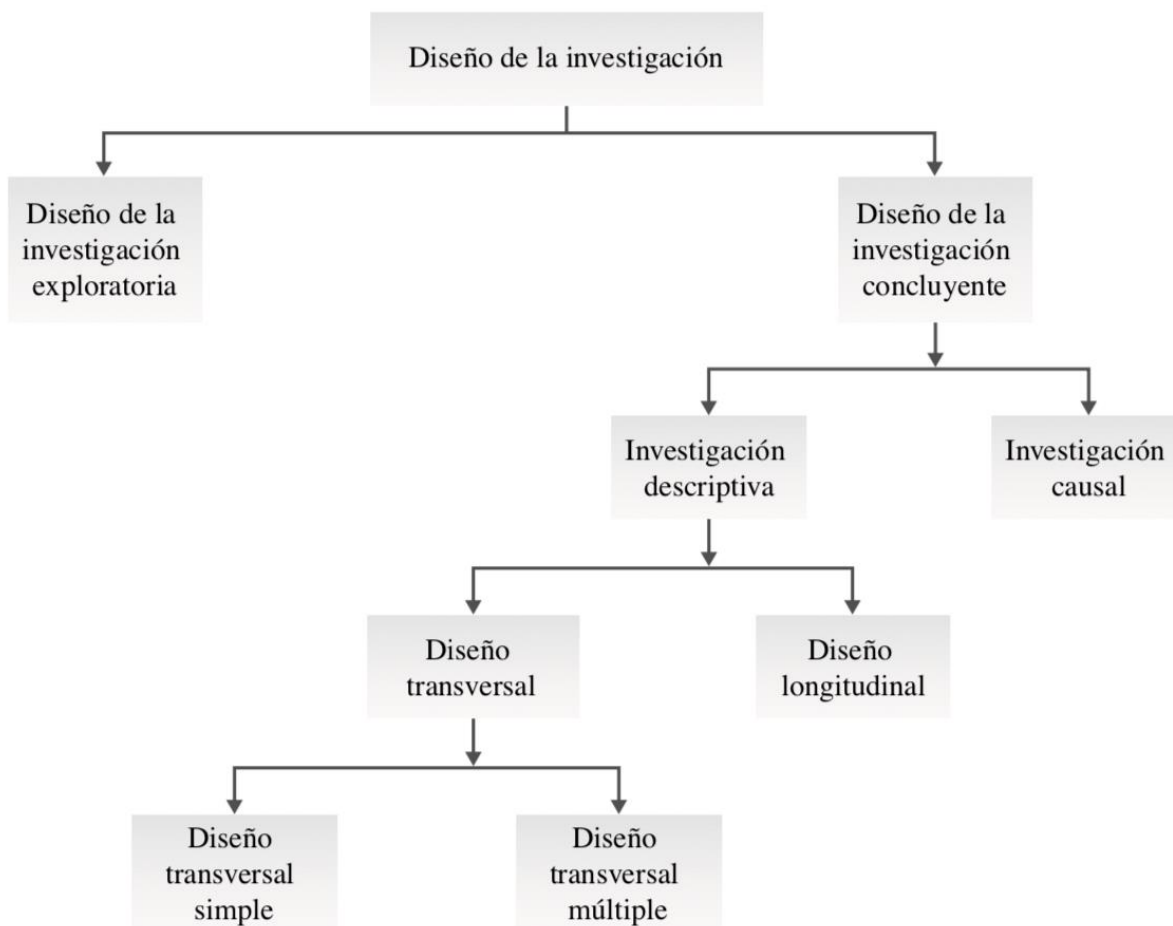 Diseño de la investigación
Diseño de la
investigación
exploratoria
Diseño de la
investigación
concluyente
Investigación
descriptiva
Investigación
causal
Diseño
transversal
Diseño
longitudinal
Diseño
transversal
simple
Diseño
transversal
múltiple